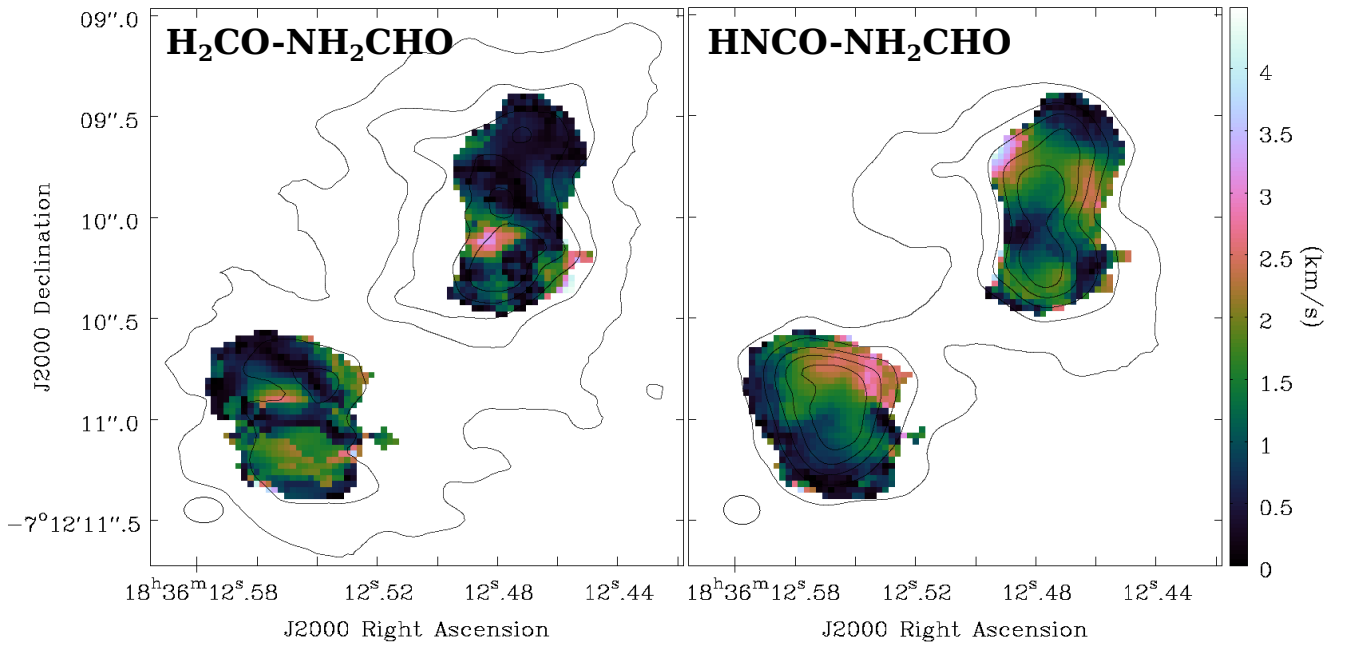 H₂CO-NH₂CHO
HNCO-NH₂CHO
09".0
09".5
10".0
10".5
11".0
−7°12'11".5
J2000 Declination
18ʰ36ᵐ12ˢ.58
12ˢ.52
12ˢ.48
12ˢ.44
J2000 Right Ascension
18ʰ36ᵐ12ˢ.58
12ˢ.52
12ˢ.48
12ˢ.44
J2000 Right Ascension
4
3.5
3
2.5
2
1.5
1
0.5
0
(km/s)